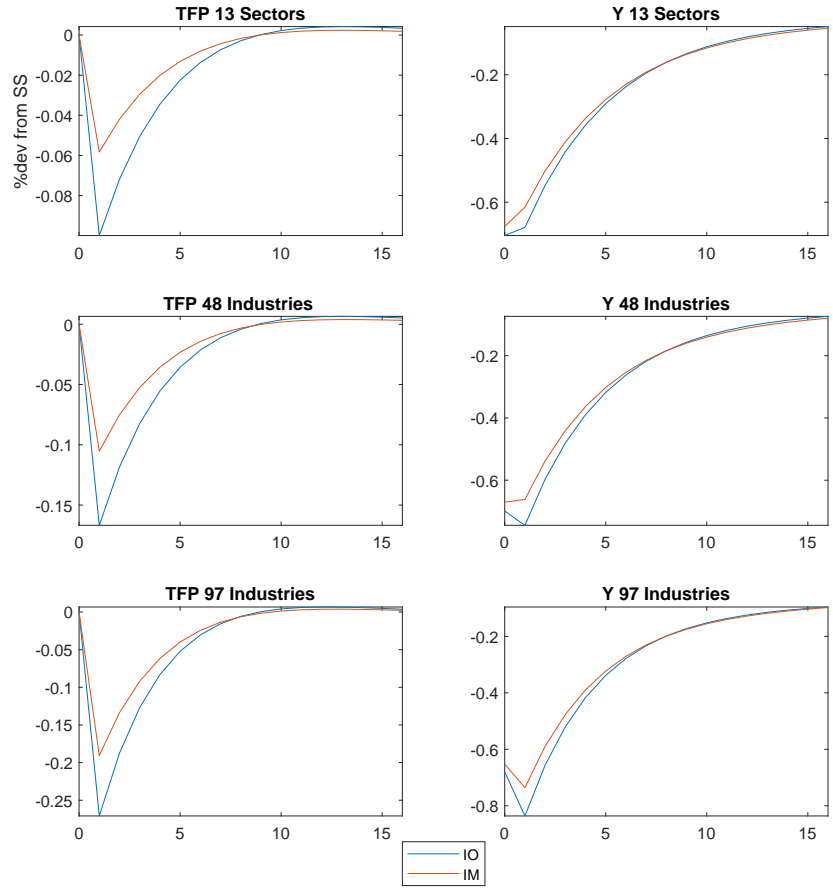 TFP 13 Sectors
%dev from SS
0
-0.02
-0.04
-0.06
-0.08
0 5 10 15
Y 13 Sectors
-0.2
-0.4
-0.6
0 5 10 15
TFP 48 Industries
0
-0.05
-0.1
-0.15
0 5 10 15
Y 48 Industries
-0.2
-0.4
-0.6
0 5 10 15
TFP 97 Industries
0
-0.05
-0.1
-0.15
-0.2
-0.25
0 5 10 15
Y 97 Industries
-0.2
-0.4
-0.6
-0.8
0 5 10 15
IO
IM